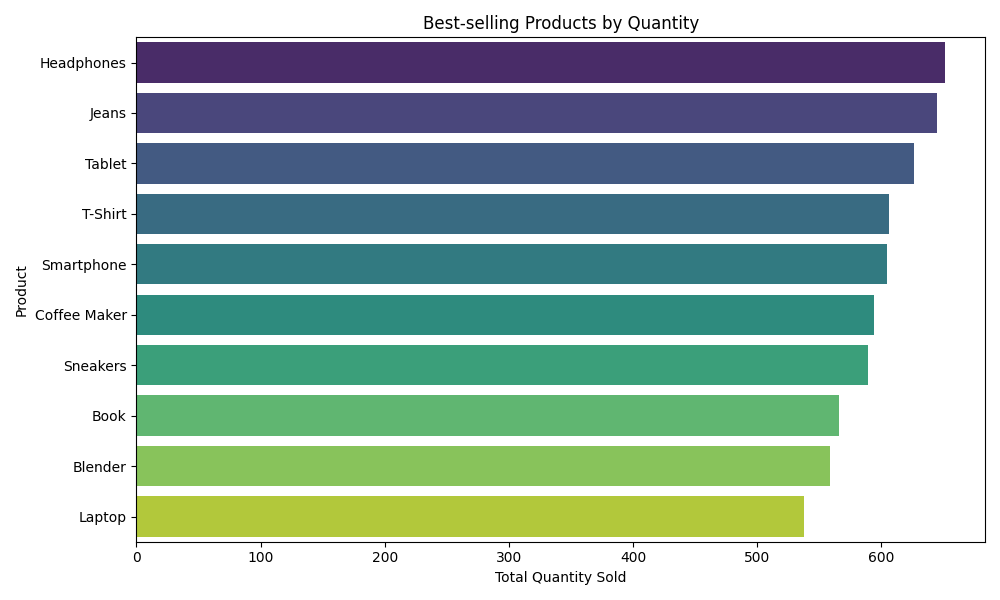 Best-selling Products by Quantity
Product
Headphones
Jeans
Tablet
T-Shirt
Smartphone
Coffee Maker
Sneakers
Book
Blender
Laptop
0 100 200 300 400 500 600
Total Quantity Sold